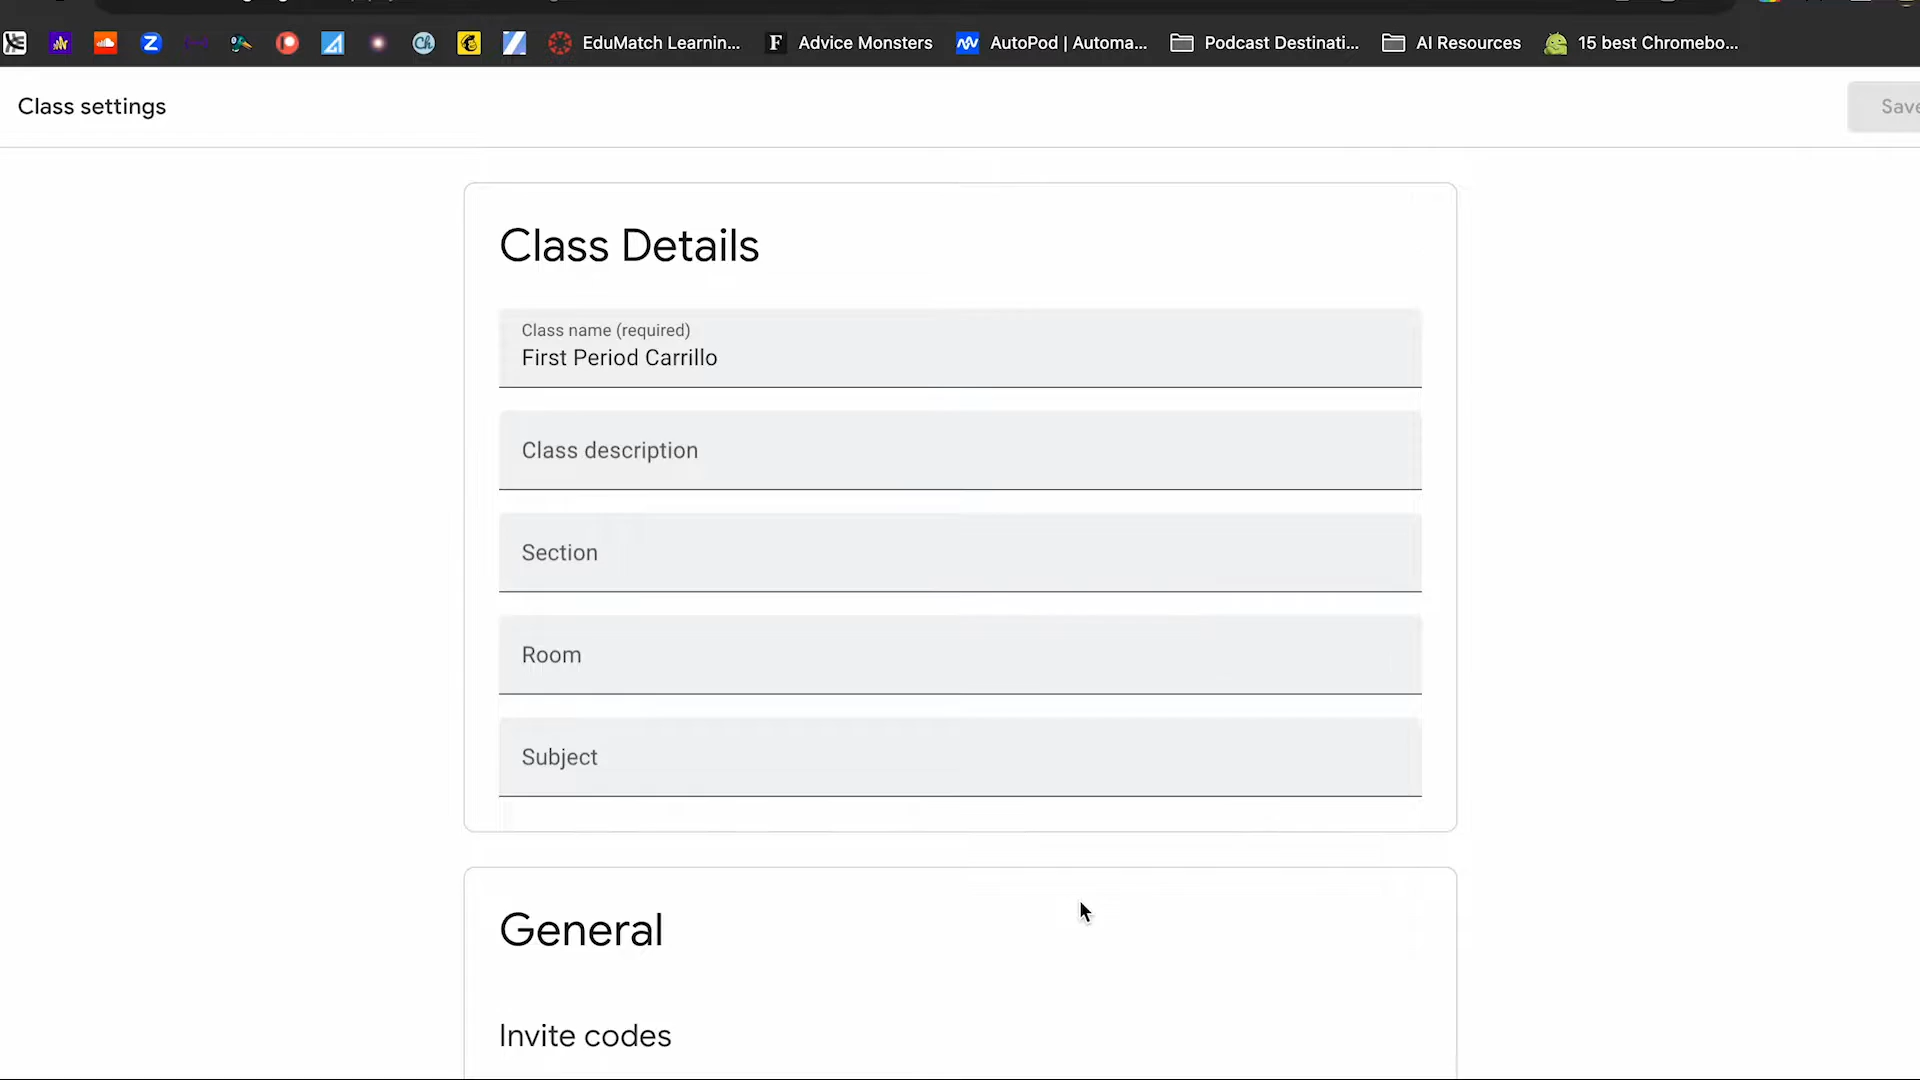 EduMatch Learnin... Advice Monsters AutoPod | Automa... Podcast Destinati... AI Resources 15 best Chromebo...
Class settings
Save
Class Details
Class name (required)
First Period Carrillo
Class description
Section
Room
Subject
General
Invite codes